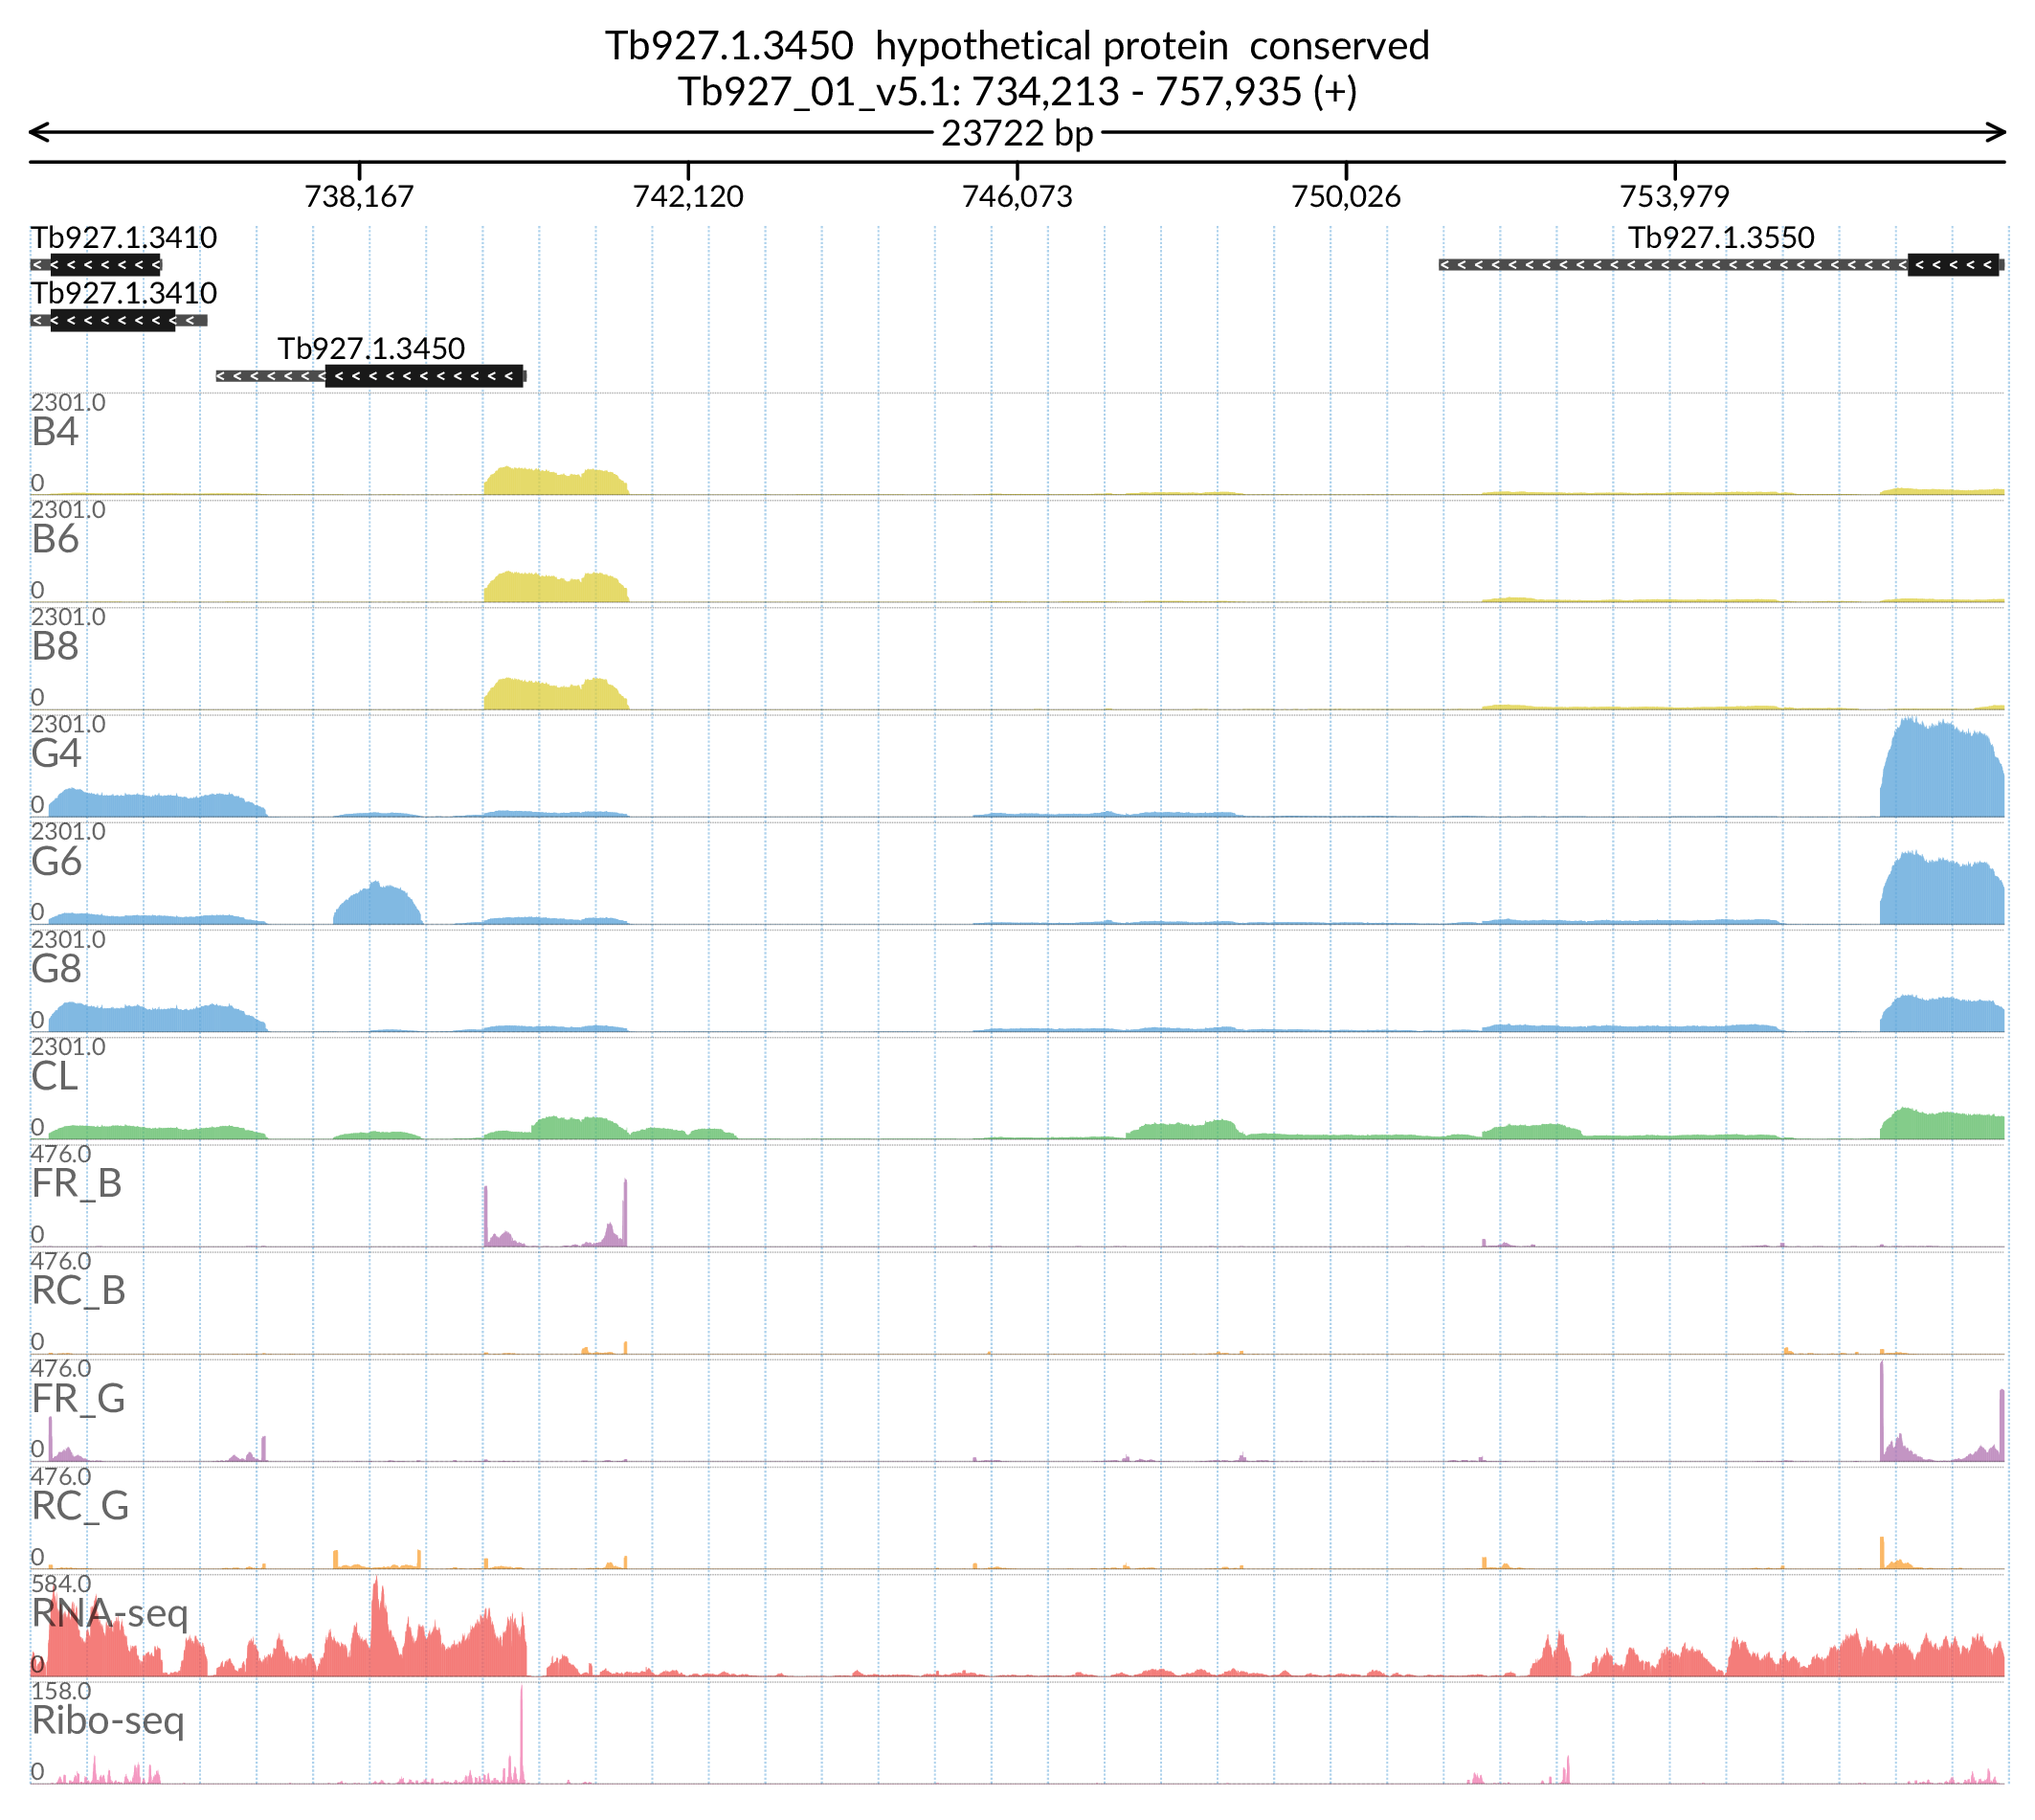 Tb927.1.3450  hypothetical protein  conserved
Tb927_01_v5.1: 734,213 - 757,935 (+)
23722 bp
738,167 742,120 746,073 750,026 753,979
Tb927.1.3410 Tb927.1.3550
Tb927.1.3410
Tb927.1.3450
2301.0
B4
0
2301.0
B6
0
2301.0
B8
0
2301.0
G4
0
2301.0
G6
0
2301.0
G8
0
2301.0
CL
0
476.0
FR_B
0
476.0
RC_B
0
476.0
FR_G
0
476.0
RC_G
0
584.0
RNA-seq
0
158.0
Ribo-seq
0